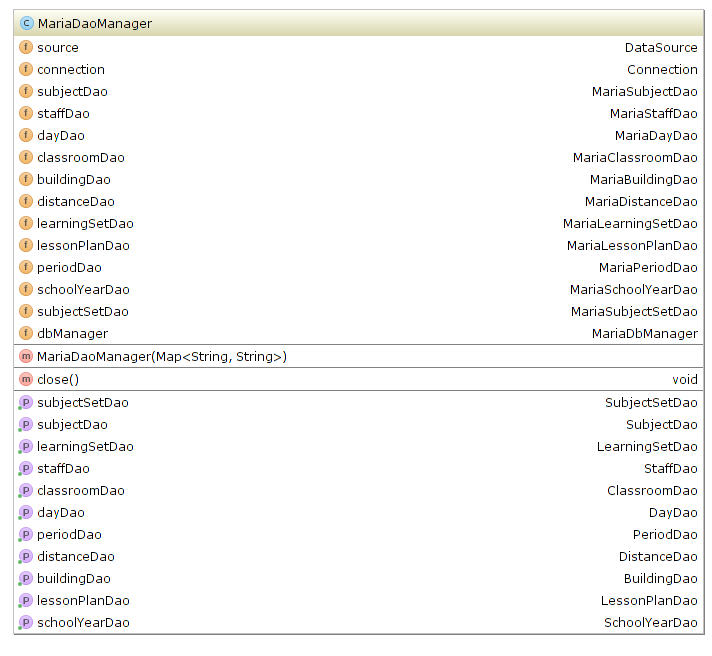 C MariaDaoManager
f source DataSource
f connection Connection
f subjectDao MariaSubjectDao
f staffDao MariaStaffDao
f dayDao MariaDayDao
f classroomDao MariaClassroomDao
f buildingDao MariaBuildingDao
f distanceDao MariaDistanceDao
f learningSetDao MariaLearningSetDao
f lessonPlanDao MariaLessonPlanDao
f periodDao MariaPeriodDao
f schoolYearDao MariaSchoolYearDao
f subjectSetDao MariaSubjectSetDao
f dbManager MariaDbManager
m MariaDaoManager(Map<String, String>)
m close() void
P subjectSetDao SubjectSetDao
P subjectDao SubjectDao
P learningSetDao LearningSetDao
P staffDao StaffDao
P classroomDao ClassroomDao
P dayDao DayDao
P periodDao PeriodDao
P distanceDao DistanceDao
P buildingDao BuildingDao
P lessonPlanDao LessonPlanDao
P schoolYearDao SchoolYearDao